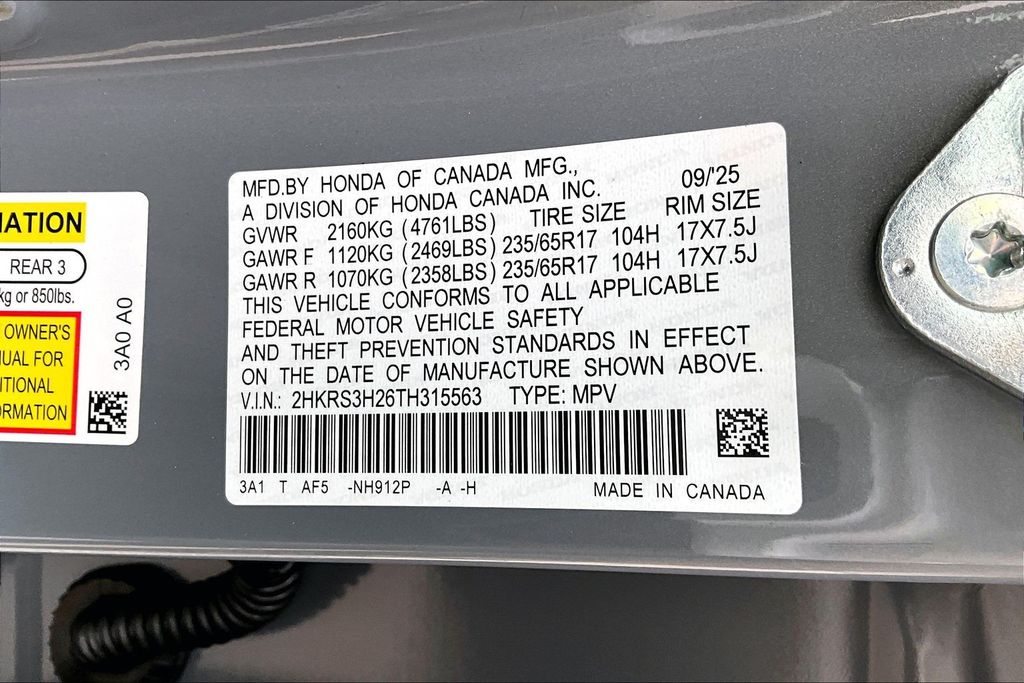 MATION
REAR 3
kg or 850lbs.
OWNER'S
UAL FOR
ITIONAL
ORMATION
3A0 A0
MFD.BY HONDA OF CANADA MFG., 09/'25
A DIVISION OF HONDA CANADA INC.
GVWR 2160KG (4761LBS) TIRE SIZE RIM SIZE
GAWR F 1120KG (2469LBS) 235/65R17 104H 17X7.5J
GAWR R 1070KG (2358LBS) 235/65R17 104H 17X7.5J
THIS VEHICLE CONFORMS TO ALL APPLICABLE
FEDERAL MOTOR VEHICLE SAFETY
AND THEFT PREVENTION STANDARDS IN EFFECT
ON THE DATE OF MANUFACTURE SHOWN ABOVE.
V.I.N.: 2HKRS3H26TH315563 TYPE: MPV
3A1 T AF5 -NH912P -A -H MADE IN CANADA